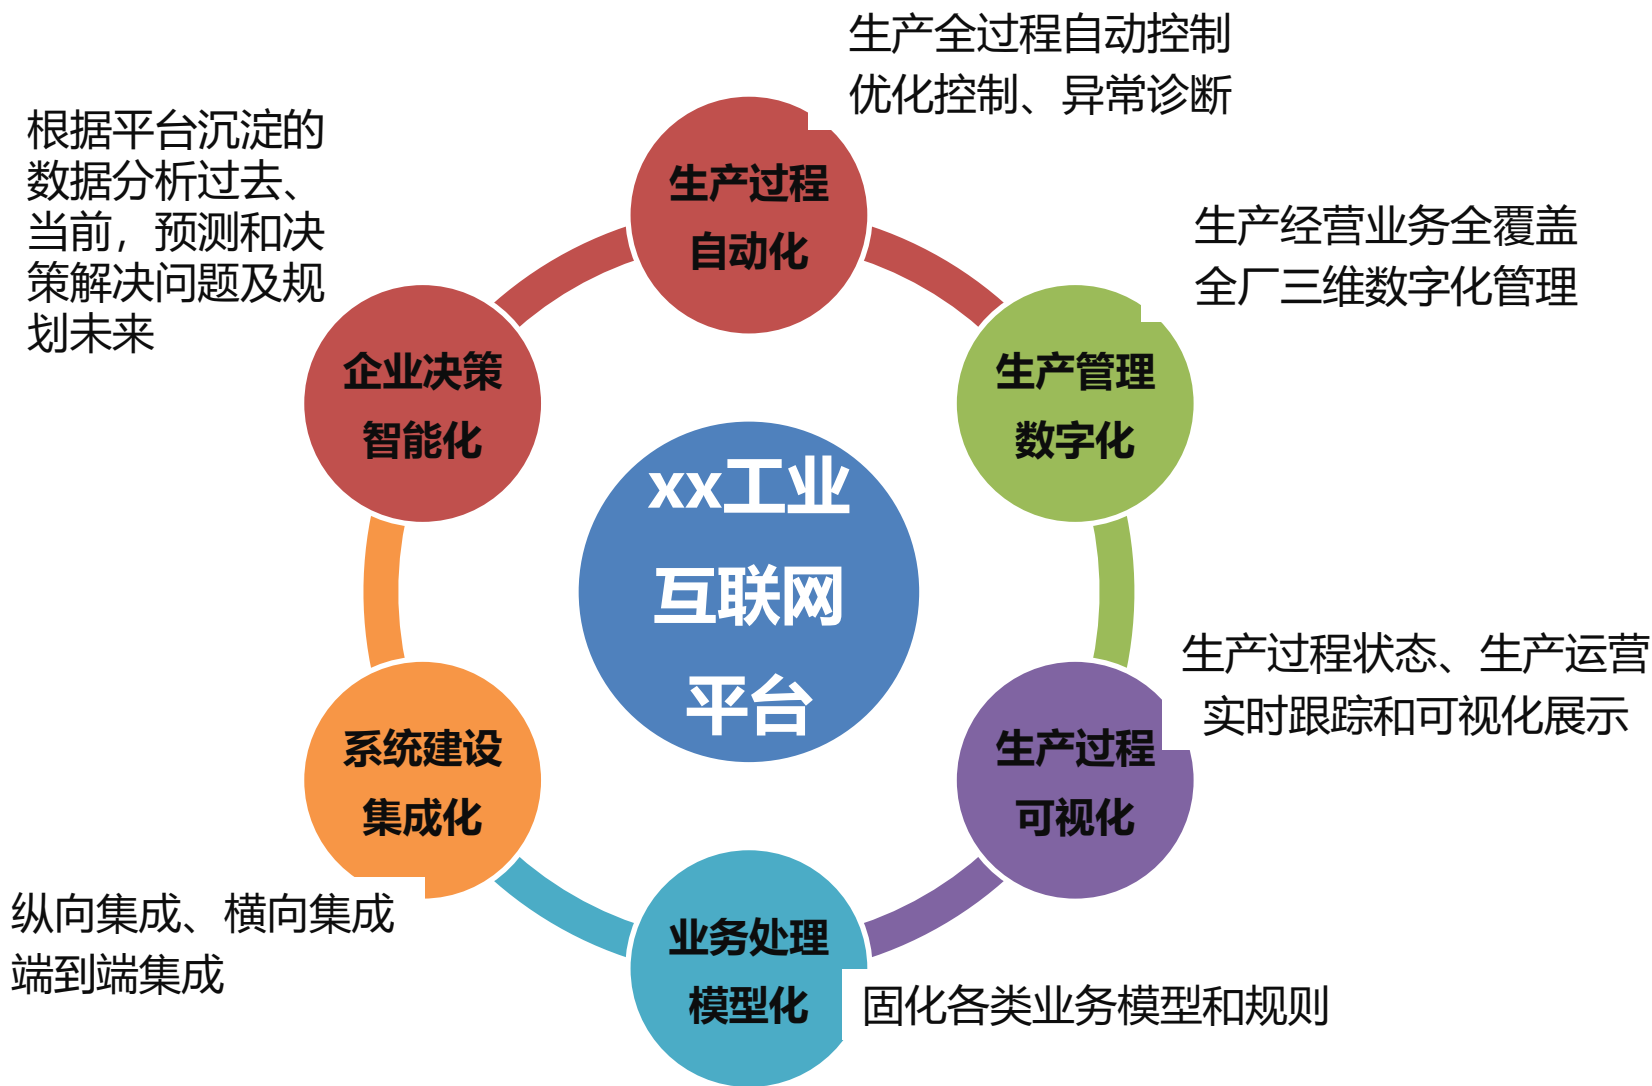 生产全过程自动控制
优化控制、异常诊断
根据平台沉淀的
数据分析过去、
当前，预测和决
策解决问题及规
划未来
生产过程
自动化
生产经营业务全覆盖
全厂三维数字化管理
企业决策
智能化
生产管理
数字化
xx工业
互联网
平台
生产过程状态、生产运营
实时跟踪和可视化展示
系统建设
集成化
生产过程
可视化
纵向集成、横向集成
端到端集成
业务处理
模型化
固化各类业务模型和规则